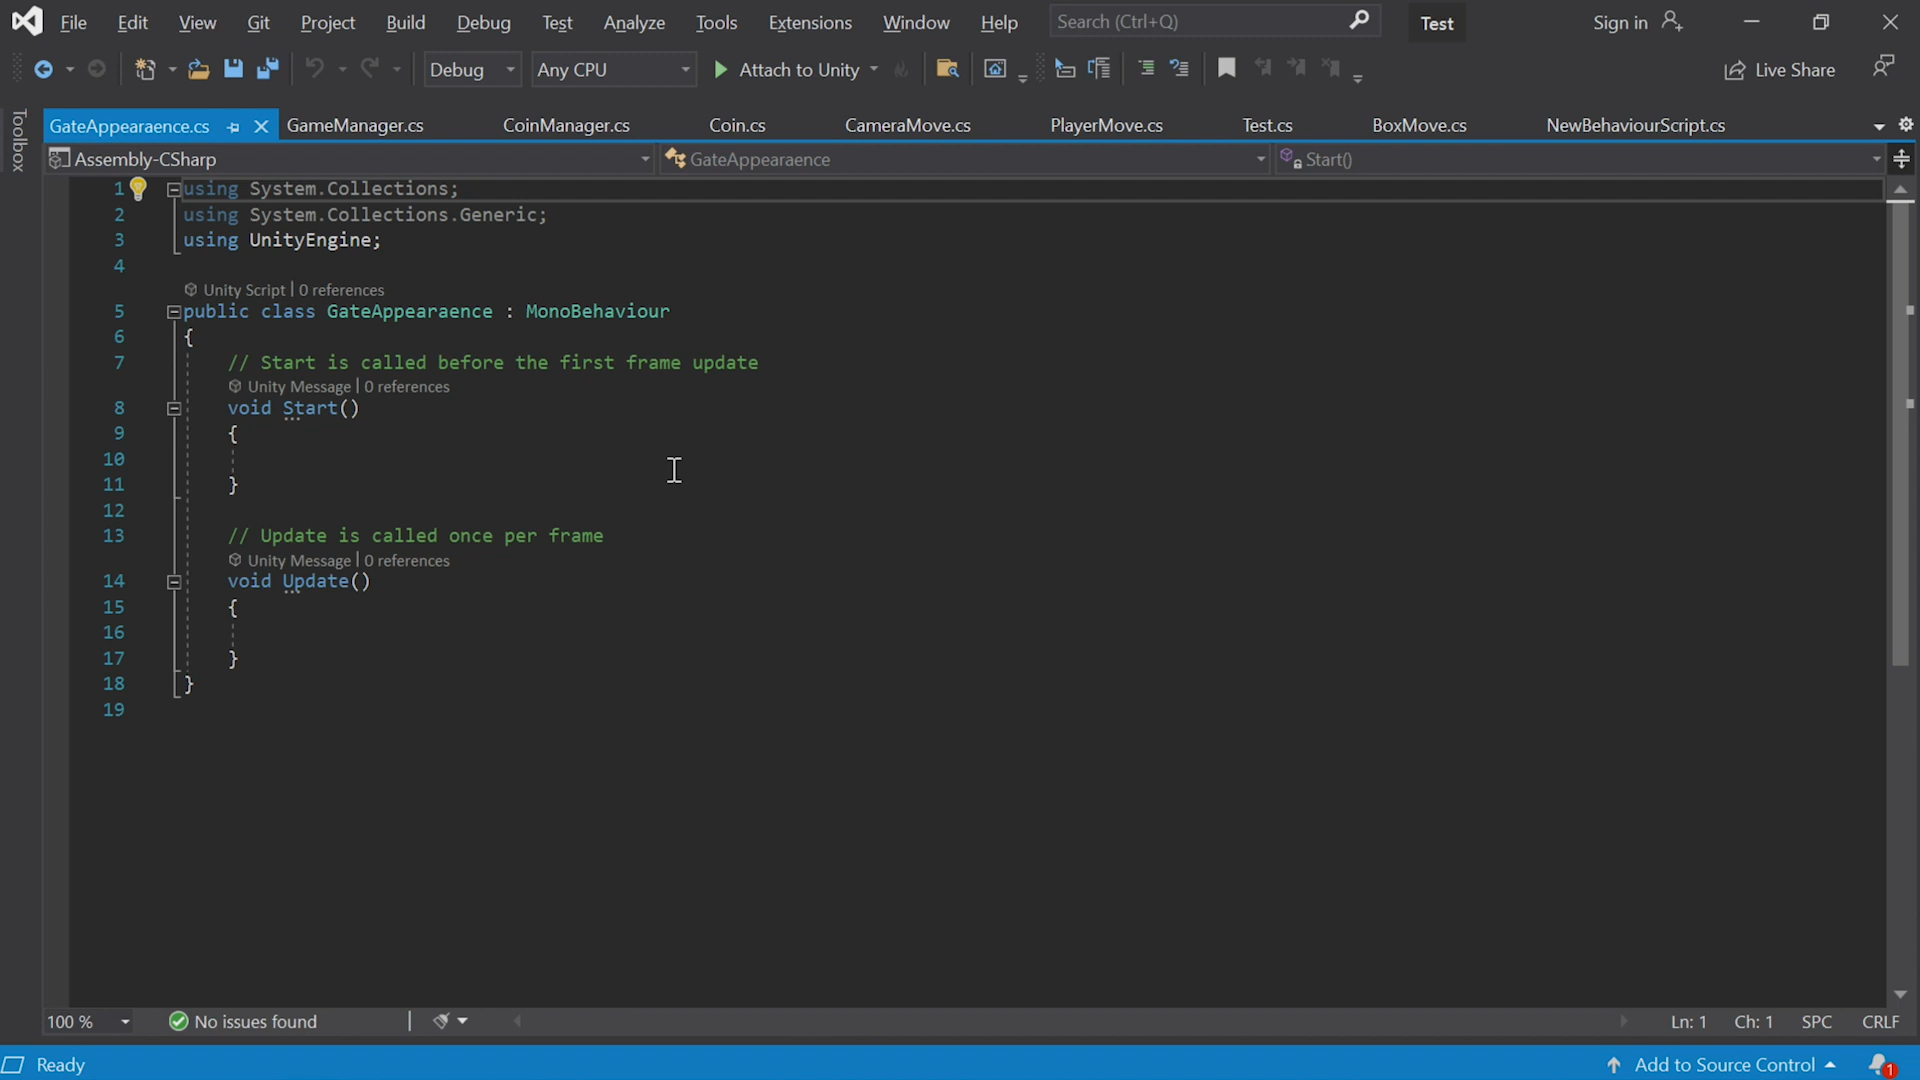 File Edit View Git Project Build Debug Test Analyze Tools Extensions Window Help Search (Ctrl+Q) Test Sign in
Debug Any CPU Attach to Unity Live Share
Toolbox
GateAppearaence.cs GameManager.cs CoinManager.cs Coin.cs CameraMove.cs PlayerMove.cs Test.cs BoxMove.cs NewBehaviourScript.cs
Assembly-CSharp GateAppearaence Start()
1 using System.Collections;
2 using System.Collections.Generic;
3 using UnityEngine;
4
Unity Script | 0 references
5 public class GateAppearaence : MonoBehaviour
6 {
7 // Start is called before the first frame update
Unity Message | 0 references
8 void Start()
9 {
10
11 }
12
13 // Update is called once per frame
Unity Message | 0 references
14 void Update()
15 {
16
17 }
18 }
19
100 % No issues found Ln: 1 Ch: 1 SPC CRLF
Ready Add to Source Control 1